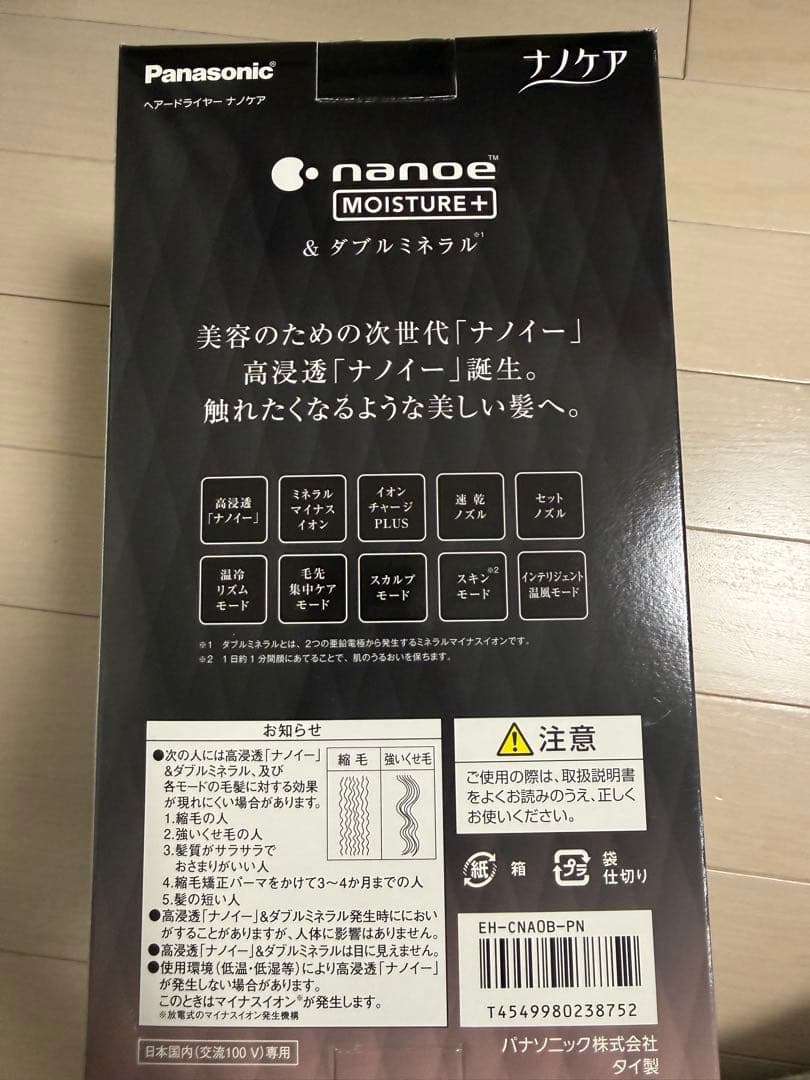 Panasonic®
ナノケア
ヘアードライヤー ナノケア
nanoe™
MOISTURE+
& ダブルミネラル※1
美容のための次世代「ナノイー」
高浸透「ナノイー」誕生。
触れたくなるような美しい髪へ。
高浸透
「ナノイー」
ミネラル
マイナス
イオン
イオン
チャージ
PLUS
速乾
ノズル
セット
ノズル
温冷
リズム
モード
毛先
集中ケア
モード
スカルプ
モード
スキン※2
モード
インテリジェント
温風モード
※1 ダブルミネラルとは、2つの亜鉛電極から発生するミネラルマイナスイオンです。
※2 1日約1分間顔にあてることで、肌のうるおいを保ちます。
お知らせ
●次の人には高浸透「ナノイー」
&ダブルミネラル、及び
各モードの毛髪に対する効果
が現れにくい場合があります。
1.縮毛の人
2.強いくせ毛の人
3.髪質がサラサラで
おさまりがいい人
4.縮毛矯正パーマをかけて3〜4か月までの人
5.髪の短い人
縮毛
強いくせ毛
●高浸透「ナノイー」&ダブルミネラル発生時ににおい
がすることがありますが、人体に影響はありません。
●高浸透「ナノイー」&ダブルミネラルは目に見えません。
●使用環境(低温・低湿等)により高浸透「ナノイー」
が発生しない場合があります。
このときはマイナスイオン※が発生します。
※放電式のマイナスイオン発生機構
注意
ご使用の際は、取扱説明書
をよくお読みのうえ、正しく
お使いください。
紙
箱
プラ
袋
仕切り
EH-CNA0B-PN
T4549980238752
日本国内(交流100 V)専用
パナソニック株式会社
タイ製